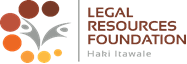 LEGAL
RESOURCES
FOUNDATION
Haki Itawale